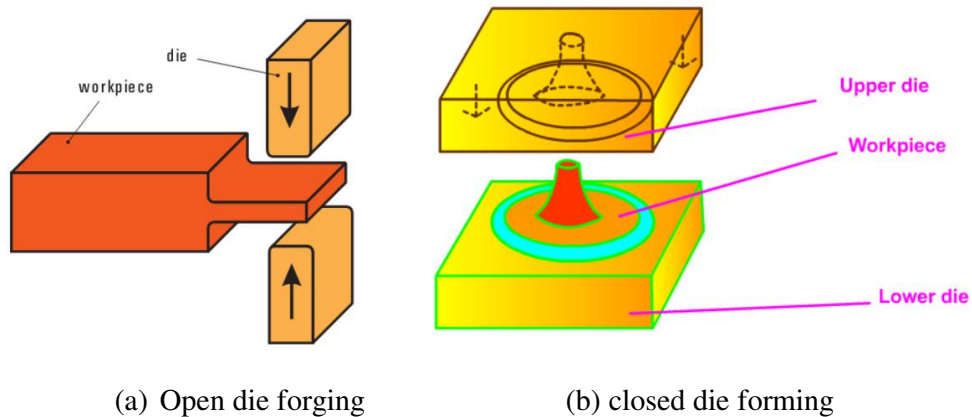 die
workpiece
Upper die
Workpiece
Lower die
(a) Open die forging
(b) closed die forming